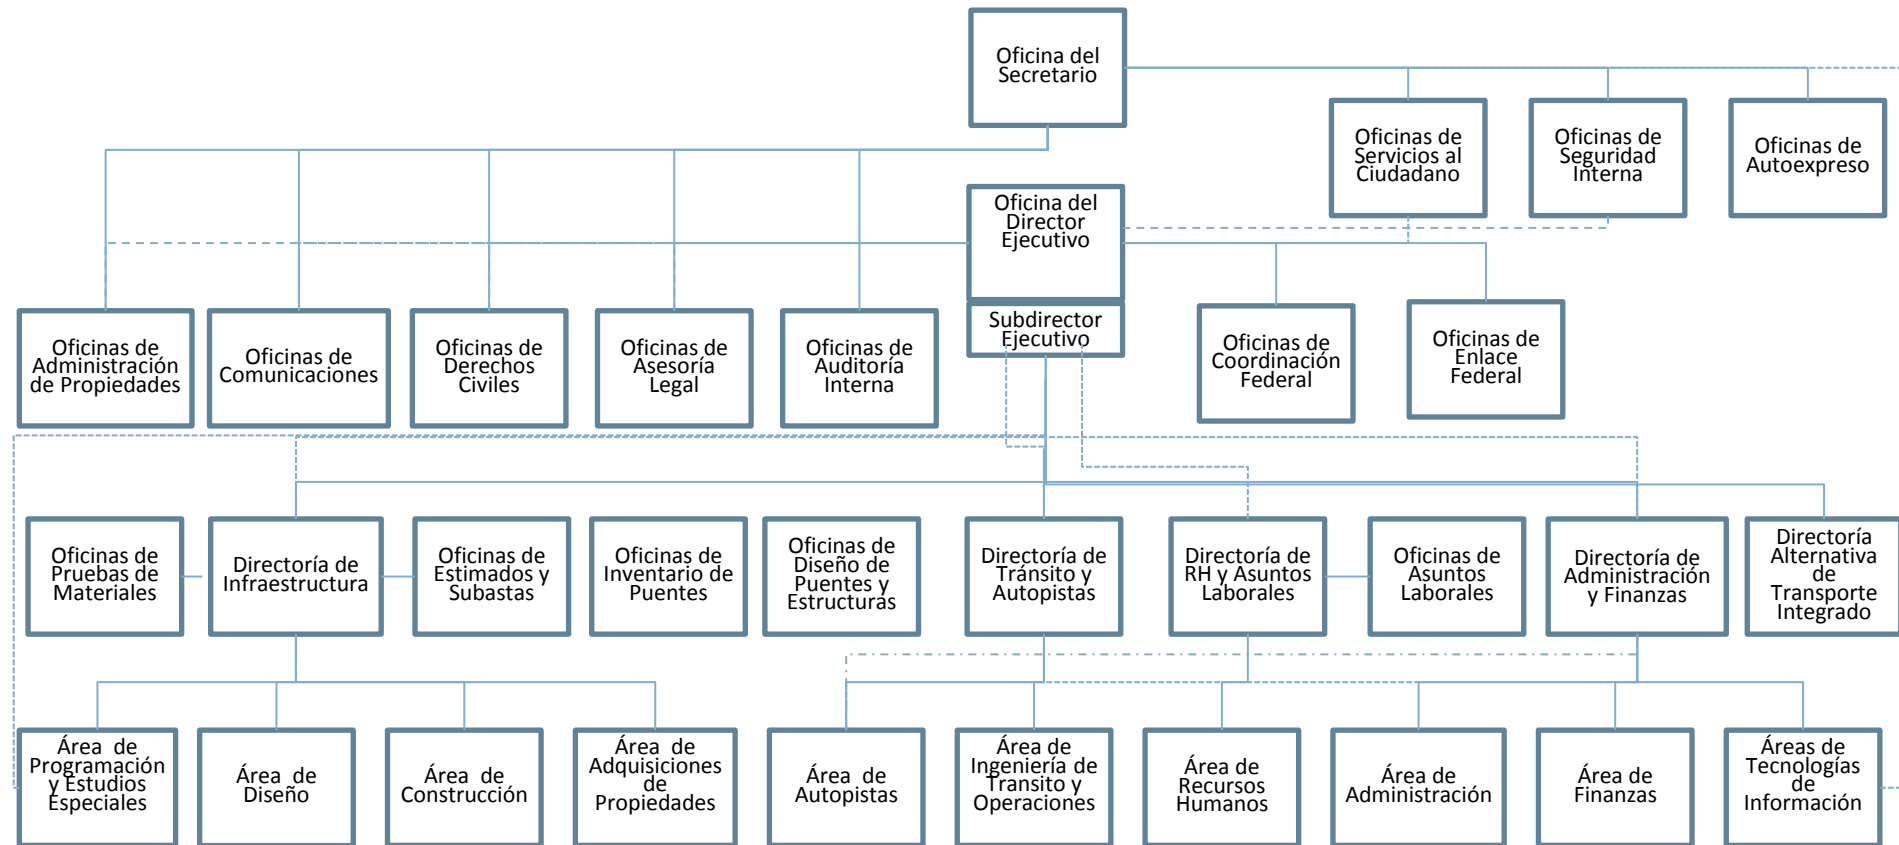 Oficina del
Secretario
Oficinas de
Servicios al
Ciudadano
Oficinas de
Seguridad
Interna
Oficinas de
Autoexpreso
Oficina del
Director
Ejecutivo
Subdirector
Ejecutivo
Oficinas de
Administración
de Propiedades
Oficinas de
Comunicaciones
Oficinas de
Derechos
Civiles
Oficinas de
Asesoría
Legal
Oficinas de
Auditoría
Interna
Oficinas de
Coordinación
Federal
Oficinas de
Enlace
Federal
Oficinas de
Pruebas de
Materiales
Directoría de
Infraestructura
Oficinas de
Estimados y
Subastas
Oficinas de
Inventario de
Puentes
Oficinas de
Diseño de
Puentes y
Estructuras
Directoría de
Tránsito y
Autopistas
Directoría de
RH y Asuntos
Laborales
Oficinas de
Asuntos
Laborales
Directoría de
Administración
y Finanzas
Directoría
Alternativa
de
Transporte
Integrado
Área de
Programación
y Estudios
Especiales
Área de
Diseño
Área de
Construcción
Área de
Adquisiciones
de
Propiedades
Área de
Autopistas
Área de
Ingeniería de
Transito y
Operaciones
Área de
Recursos
Humanos
Área de
Administración
Área de
Finanzas
Áreas de
Tecnologías
de
Información